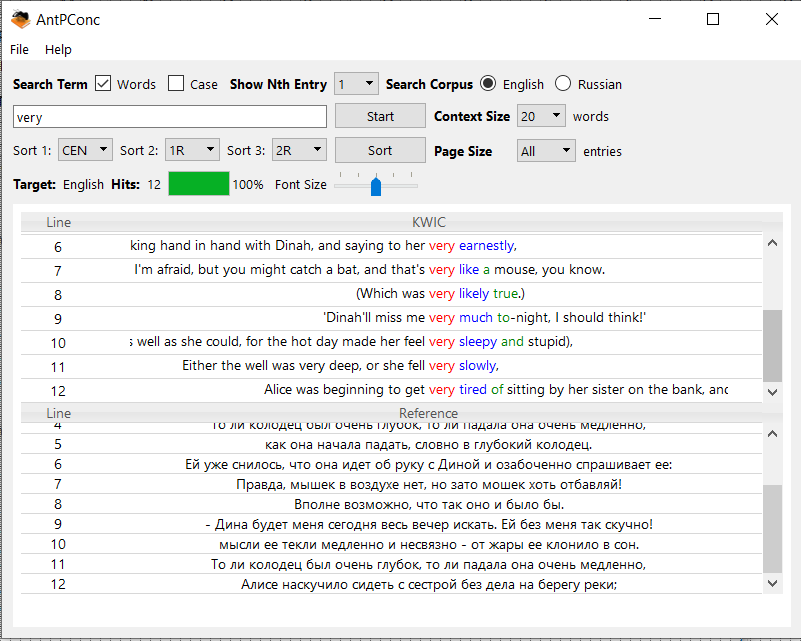 AntPConc
File Help
Search Term Words Case Show Nth Entry 1 Search Corpus English Russian
very Start Context Size 20 words
Sort 1: CEN Sort 2: 1R Sort 3: 2R Sort Page Size All entries
Target: English Hits: 12 100% Font Size
Line KWIC
6 king hand in hand with Dinah, and saying to her very earnestly,
7 I'm afraid, but you might catch a bat, and that's very like a mouse, you know.
8 (Which was very likely true.)
9 'Dinah'll miss me very much to-night, I should think!'
10 s well as she could, for the hot day made her feel very sleepy and stupid),
11 Either the well was very deep, or she fell very slowly,
12 Alice was beginning to get very tired of sitting by her sister on the bank, and
Line Reference
4 То ли колодец был очень глубок, то ли падала она очень медленно,
5 как она начала падать, словно в глубокий колодец.
6 Ей уже снилось, что она идет об руку с Диной и озабоченно спрашивает ее:
7 Правда, мышек в воздухе нет, но зато мошек хоть отбавляй!
8 Вполне возможно, что так оно и было бы.
9 - Дина будет меня сегодня весь вечер искать. Ей без меня так скучно!
10 мысли ее текли медленно и несвязно - от жары ее клонило в сон.
11 То ли колодец был очень глубок, то ли падала она очень медленно,
12 Алисе наскучило сидеть с сестрой без дела на берегу реки;